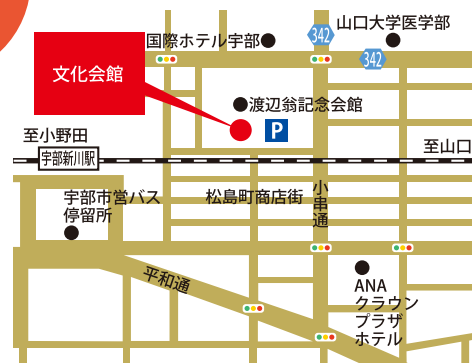 山口大学医学部
国際ホテル宇部
342
342
文化会館
渡辺翁記念会館
P
至小野田
至山口
宇部新川駅
宇部市営バス
停留所
松島町商店街
小串通
平和通
ANA
クラウン
プラザ
ホテル